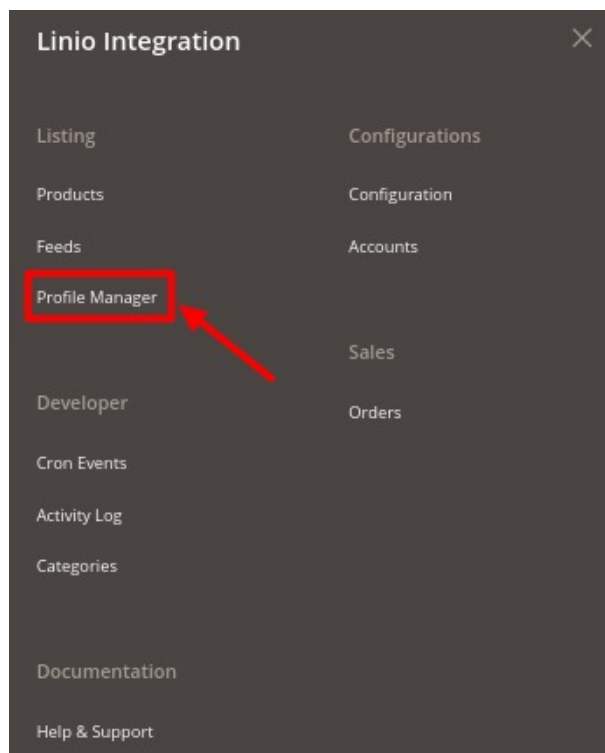 Linio Integration
Listing
Products
Feeds
Profile Manager
Developer
Cron Events
Activity Log
Categories
Documentation
Help & Support
Configurations
Configuration
Accounts
Sales
Orders